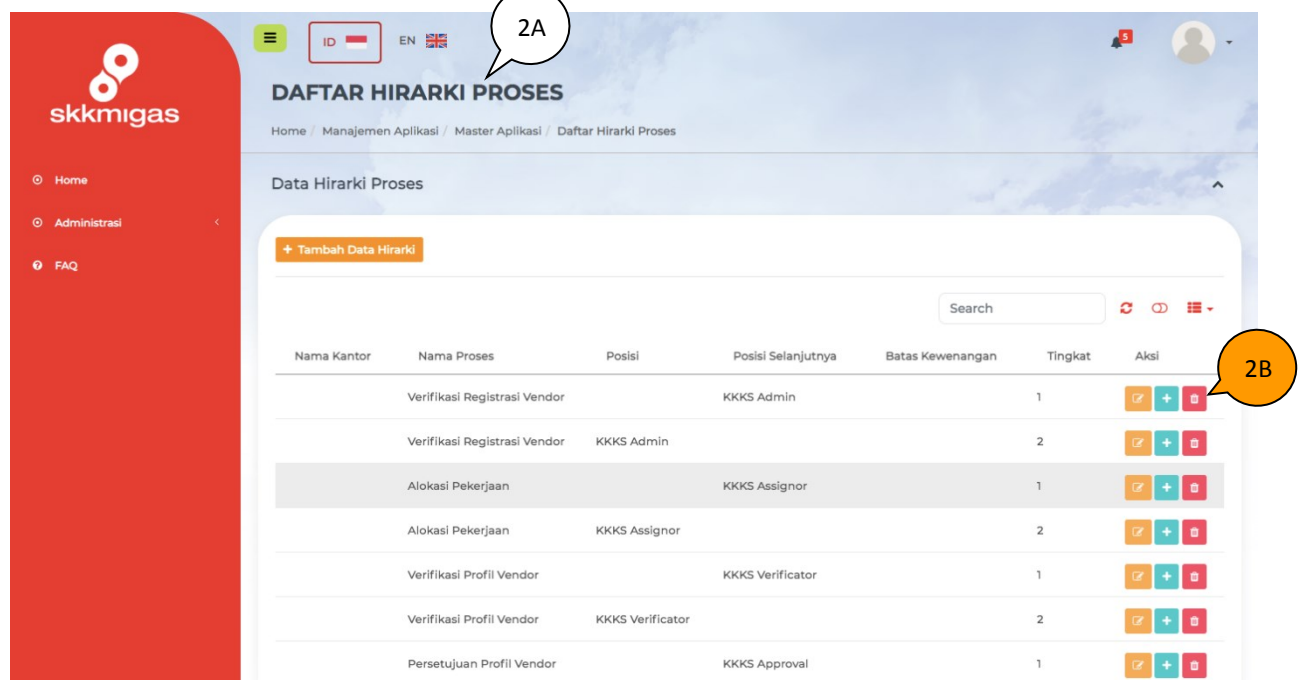 2A
ID
EN
5
skkmigas
DAFTAR HIRARKI PROSES
Home / Manajemen Aplikasi / Master Aplikasi / Daftar Hirarki Proses
Home
Administrasi
FAQ
Data Hirarki Proses
+ Tambah Data Hirarki
Search
Nama Kantor Nama Proses Posisi Posisi Selanjutnya Batas Kewenangan Tingkat Aksi
2B
Verifikasi Registrasi Vendor KKKS Admin 1
Verifikasi Registrasi Vendor KKKS Admin 2
Alokasi Pekerjaan KKKS Assignor 1
Alokasi Pekerjaan KKKS Assignor 2
Verifikasi Profil Vendor KKKS Verificator 1
Verifikasi Profil Vendor KKKS Verificator 2
Persetujuan Profil Vendor KKKS Approval 1